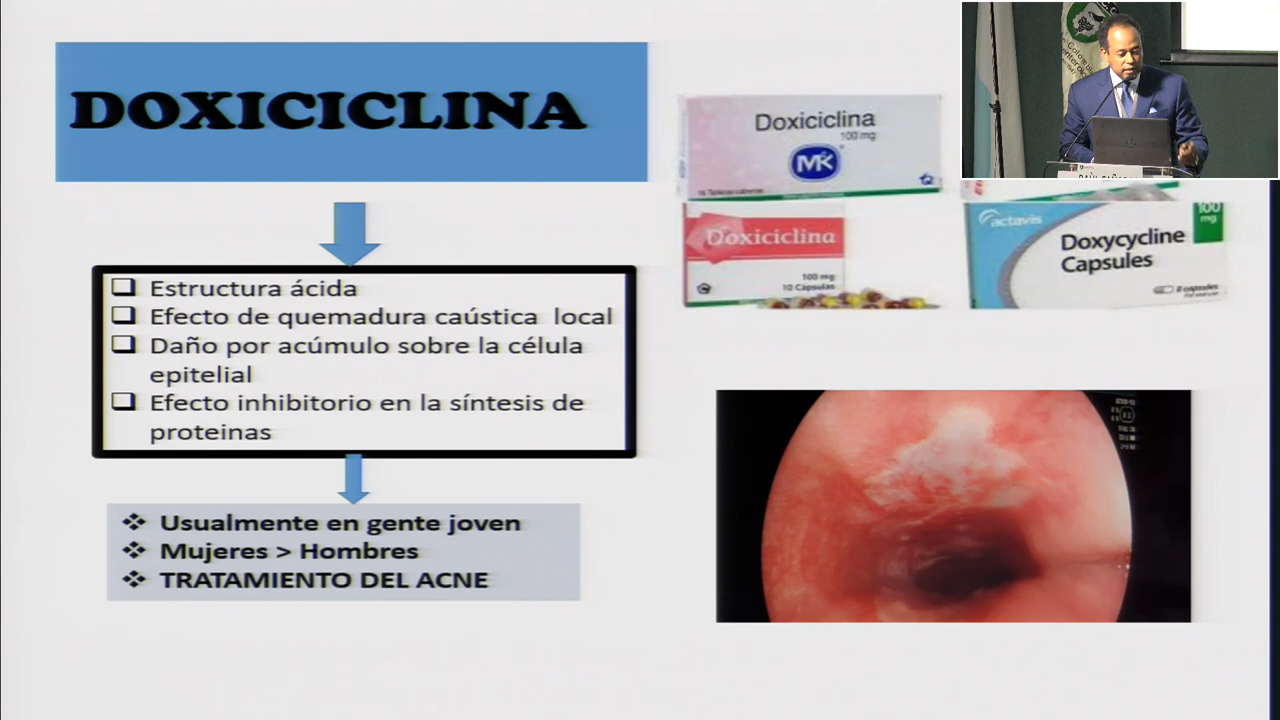 DOXICICLINA
Estructura ácida
Efecto de quemadura caústica local
Daño por acúmulo sobre la célula
epitelial
Efecto inhibitorio en la síntesis de
proteinas
Usualmente en gente joven
Mujeres > Hombres
TRATAMIENTO DEL ACNE
Doxiciclina
100 mg
MK
Doxiciclina
100 mg
10 Cápsulas
actavis
100
mg
Doxycycline
Capsules
8 capsules